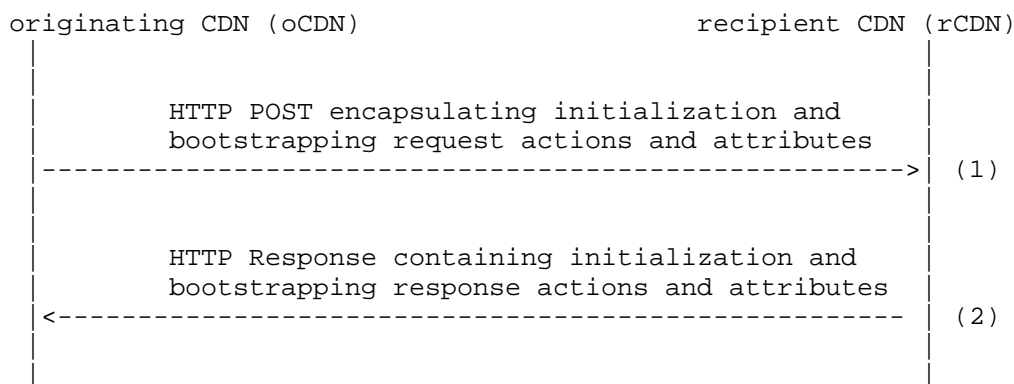 originating CDN (oCDN) recipient CDN (rCDN)
HTTP POST encapsulating initialization and
bootstrapping request actions and attributes
(1)
HTTP Response containing initialization and
bootstrapping response actions and attributes
(2)